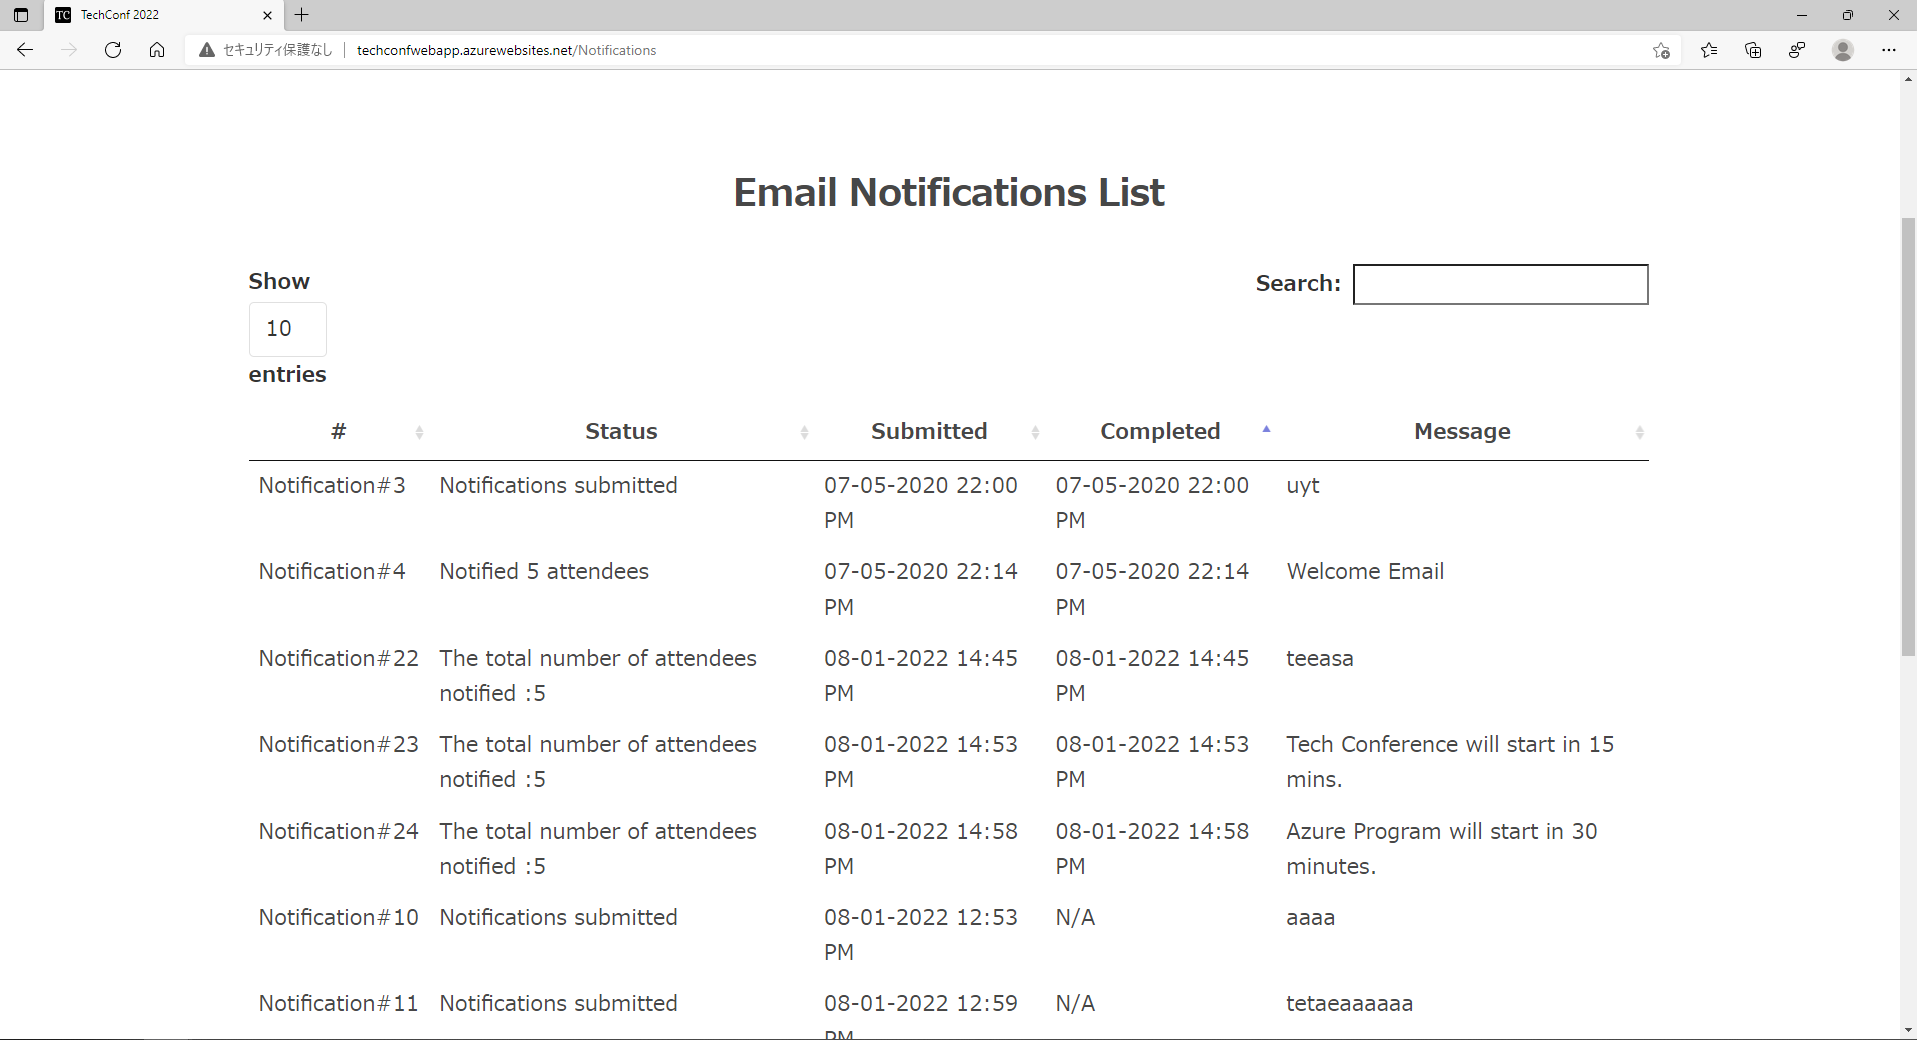 TechConf 2022
セキュリティ保護なし techconfwebapp.azurewebsites.net/Notifications
Email Notifications List
Show
10
entries
Search:
# Status Submitted Completed Message
Notification#3 Notifications submitted 07-05-2020 22:00 07-05-2020 22:00 uyt
PM PM
Notification#4 Notified 5 attendees 07-05-2020 22:14 07-05-2020 22:14 Welcome Email
PM PM
Notification#22 The total number of attendees 08-01-2022 14:45 08-01-2022 14:45 teeasa
notified :5 PM PM
Notification#23 The total number of attendees 08-01-2022 14:53 08-01-2022 14:53 Tech Conference will start in 15
notified :5 PM PM mins.
Notification#24 The total number of attendees 08-01-2022 14:58 08-01-2022 14:58 Azure Program will start in 30
notified :5 PM PM minutes.
Notification#10 Notifications submitted 08-01-2022 12:53 N/A aaaa
PM
Notification#11 Notifications submitted 08-01-2022 12:59 N/A tetaeaaaaaa
PM